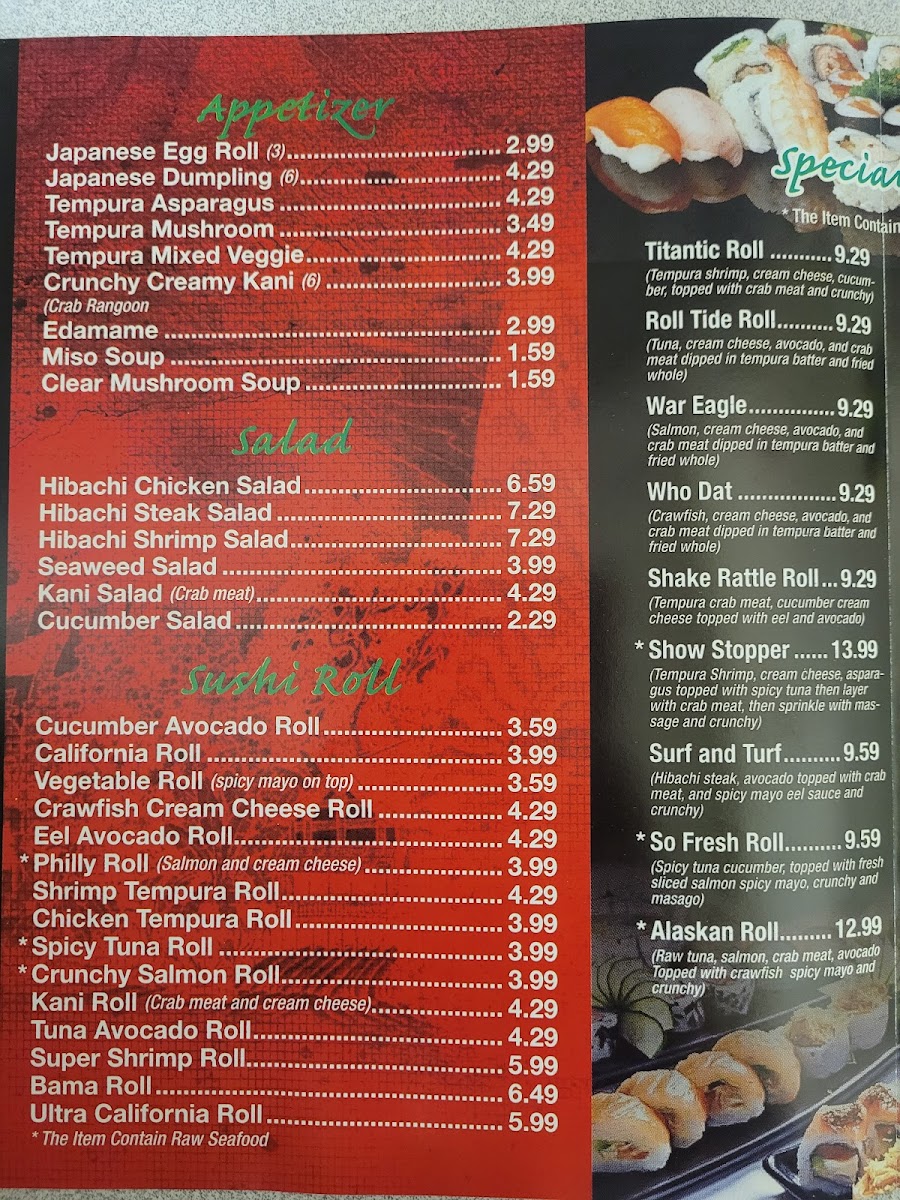 Appetizer
Japanese Egg Roll (3)..............................2.99
Japanese Dumpling (6)............................4.29
Tempura Asparagus ...............................4.29
Tempura Mushroom ...............................3.49
Tempura Mixed Veggie...........................4.29
Crunchy Creamy Kani (6) ........................3.99
(Crab Rangoon
Edamame ..............................................2.99
Miso Soup .............................................1.59
Clear Mushroom Soup ...........................1.59
Salad
Hibachi Chicken Salad...........................6.59
Hibachi Steak Salad ..............................7.29
Hibachi Shrimp Salad.............................7.29
Seaweed Salad .....................................3.99
Kani Salad (Crab meat).................................4.29
Cucumber Salad ....................................2.29
Sushi Roll
Cucumber Avocado Roll.........................3.59
California Roll ........................................3.99
Vegetable Roll (spicy mayo on top) ....................3.59
Crawfish Cream Cheese Roll .................4.29
Eel Avocado Roll....................................4.29
* Philly Roll (Salmon and cream cheese) ...................3.99
Shrimp Tempura Roll..............................4.29
Chicken Tempura Roll ............................3.99
* Spicy Tuna Roll ......................................3.99
* Crunchy Salmon Roll..............................3.99
Kani Roll (Crab meat and cream cheese)..................4.29
Tuna Avocado Roll..................................4.29
Super Shrimp Roll...................................5.99
Bama Roll ..............................................6.49
Ultra California Roll ................................5.99
* The Item Contain Raw Seafood
Specia
* The Item Contain
Titantic Roll ............9.29
(Tempura shrimp, cream cheese, cucum-
ber, topped with crab meat and crunchy)
Roll Tide Roll..........9.29
(Tuna, cream cheese, avocado, and crab
meat dipped in tempura batter and fried
whole)
War Eagle...............9.29
(Salmon, cream cheese, avocado, and
crab meat dipped in tempura batter and
fried whole)
Who Dat .................9.29
(Crawfish, cream cheese, avocado, and
crab meat dipped in tempura batter and
fried whole)
Shake Rattle Roll...9.29
(Tempura crab meat, cucumber cream
cheese topped with eel and avocado)
* Show Stopper ......13.99
(Tempura Shrimp, cream cheese, aspara-
gus topped with spicy tuna then layer
with crab meat, then sprinkle with mas-
sage and crunchy)
Surf and Turf..........9.59
(Hibachi steak, avocado topped with crab
meat, and spicy mayo eel sauce and
crunchy)
* So Fresh Roll..........9.59
(Spicy tuna cucumber, topped with fresh
sliced salmon spicy mayo, crunchy and
masago)
* Alaskan Roll.........12.99
(Raw tuna, salmon, crab meat, avocado
Topped with crawfish spicy mayo and
crunchy)